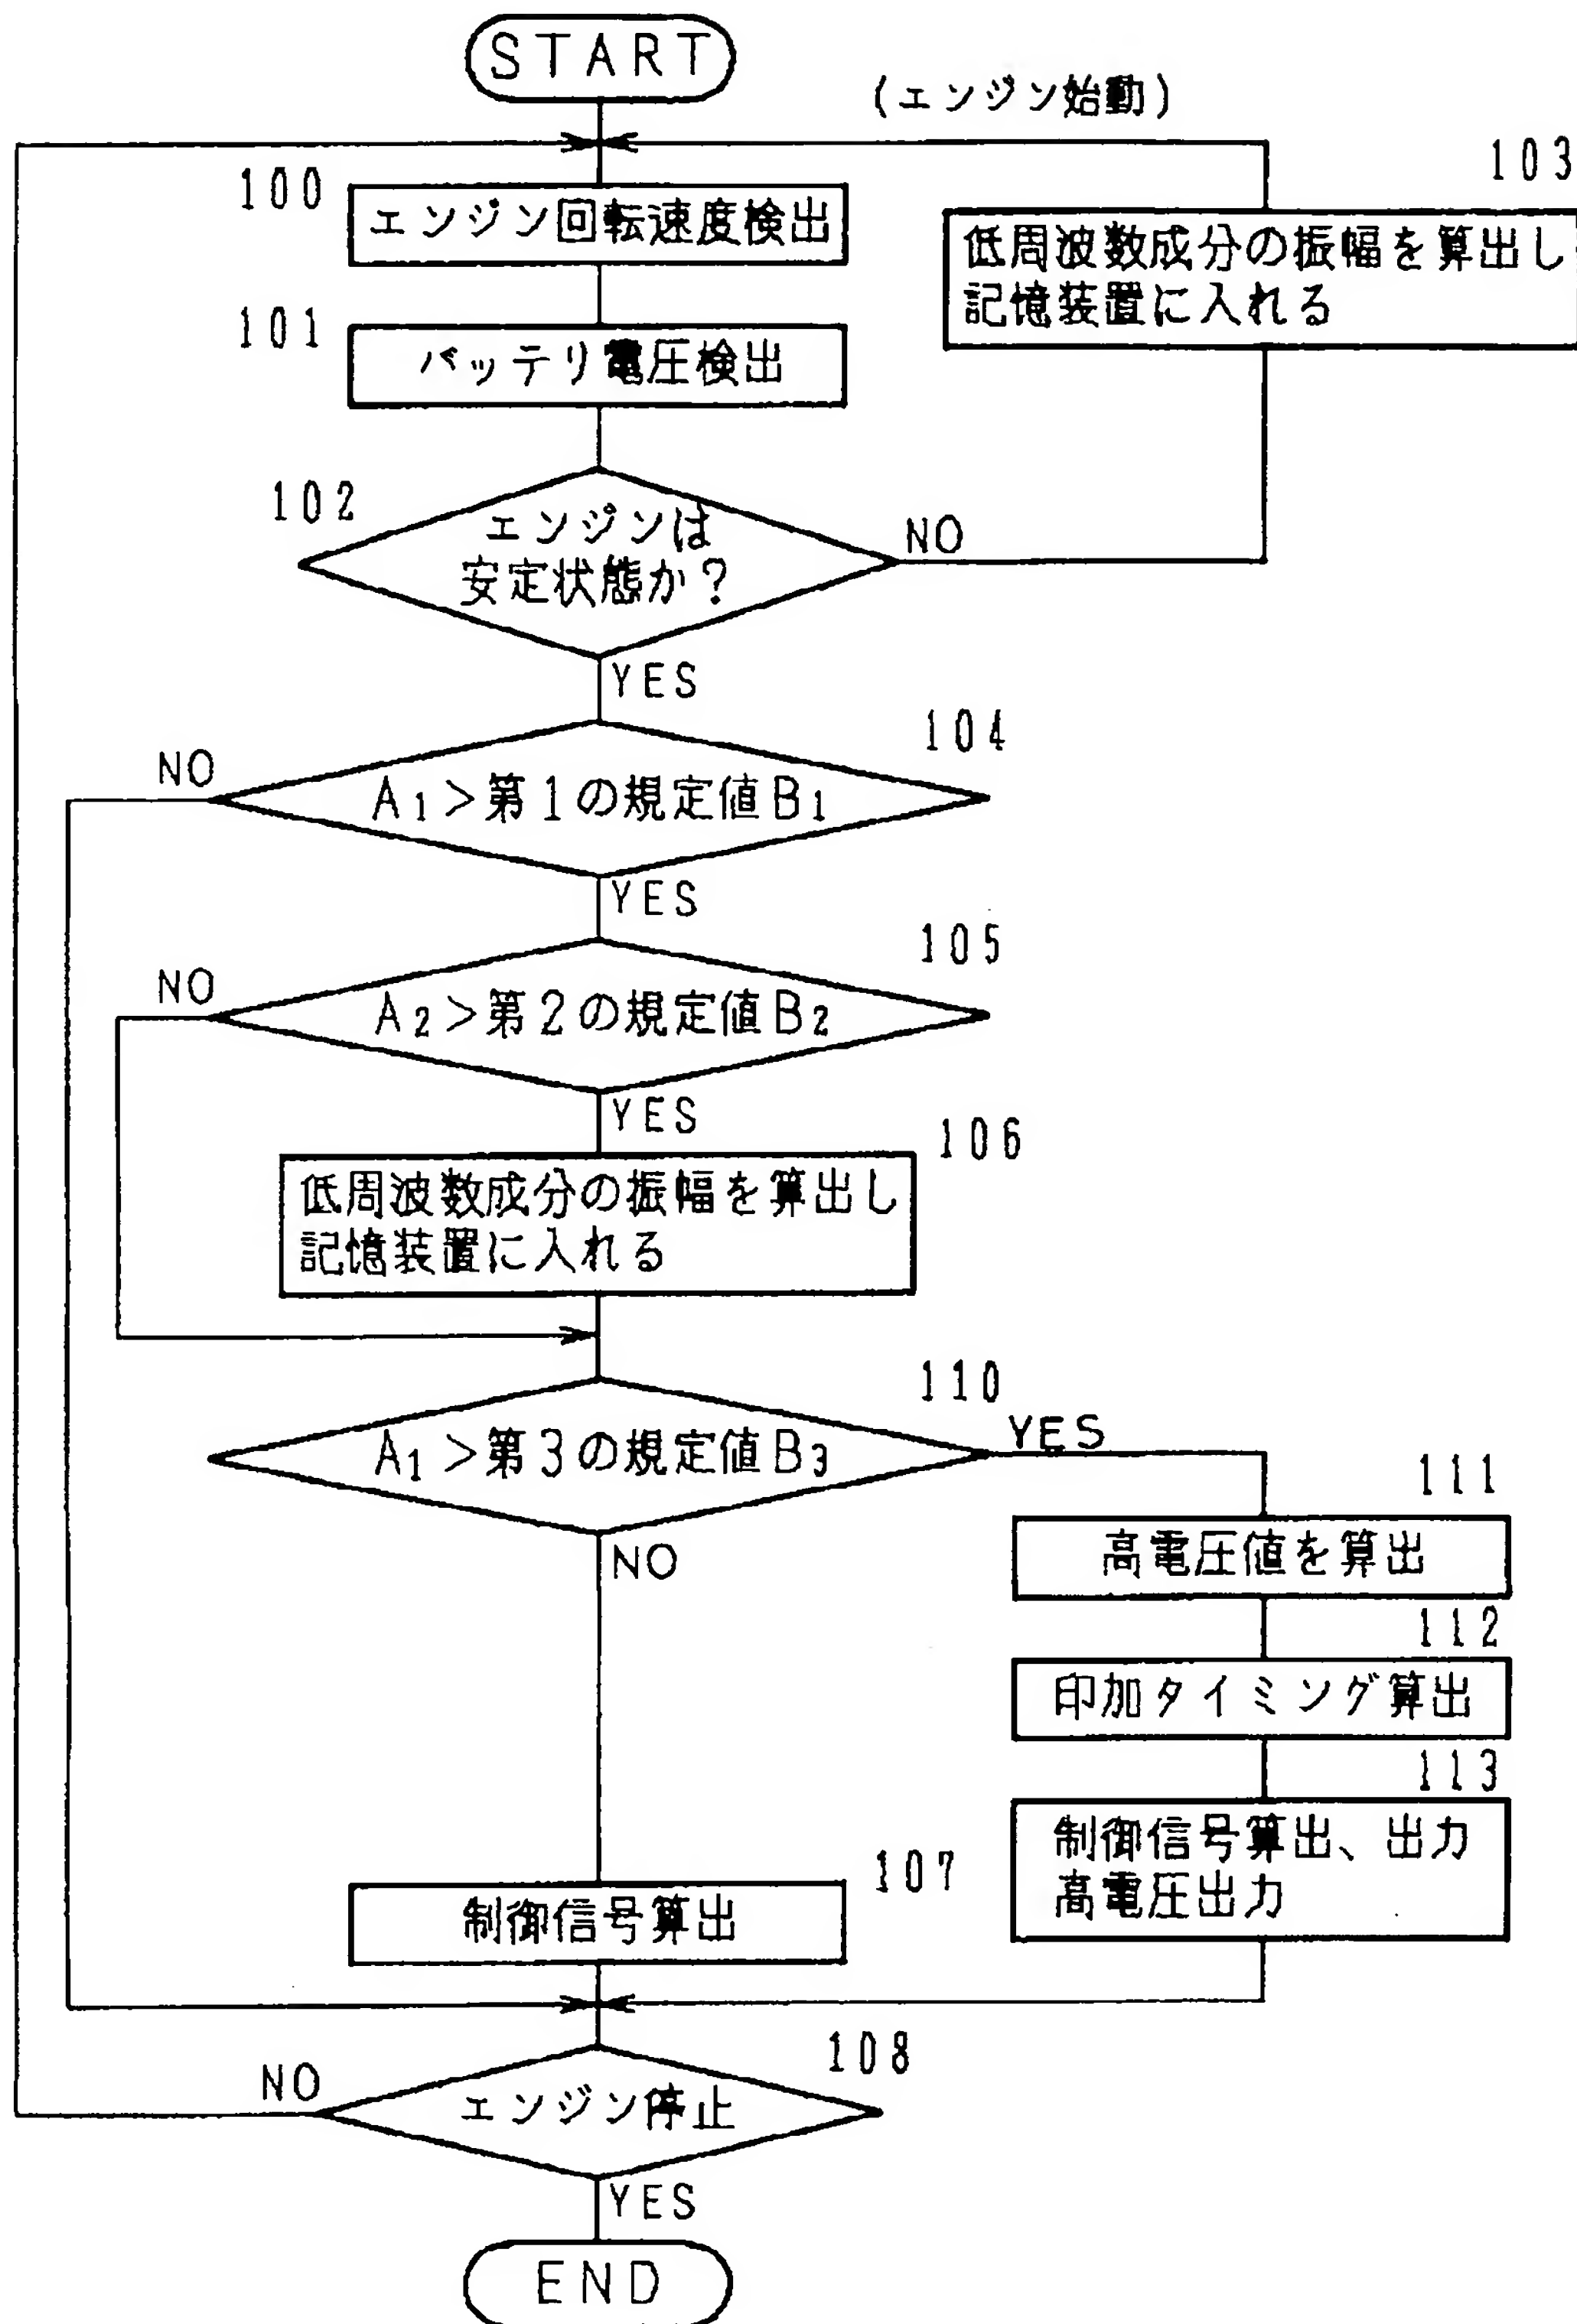 START
(エンジン始動)
100
エンジン回転速度検出
103
低周波数成分の振幅を算出し
記憶装置に入れる
101
バッテリ電圧検出
102
エンジンは
安定状態か?
NO
YES
104
NO
A1>第1の規定値B1
YES
105
NO
A2>第2の規定値B2
YES
106
低周波数成分の振幅を算出し
記憶装置に入れる
110
A1>第3の規定値B3
YES
NO
111
高電圧値を算出
112
印加タイミング算出
113
制御信号算出、出力
高電圧出力
107
制御信号算出
108
NO
エンジン停止
YES
END